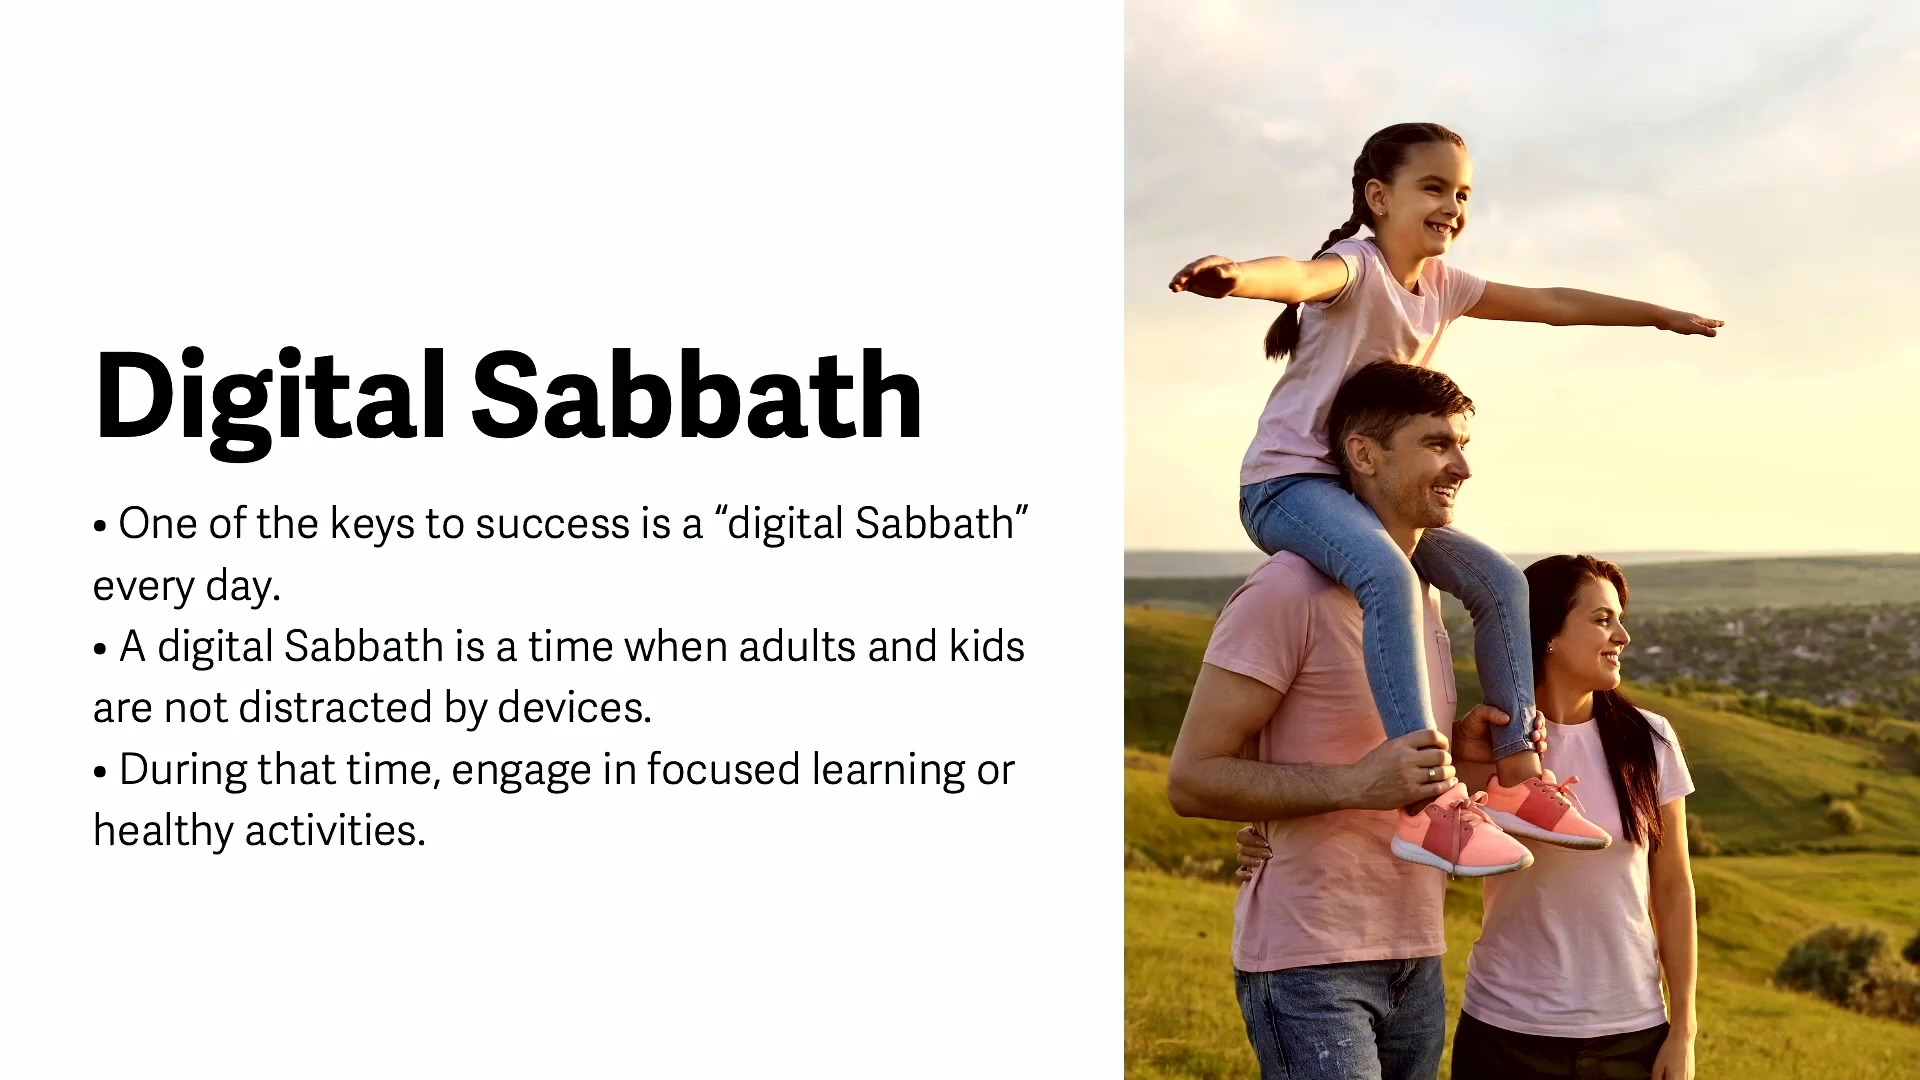 Digital Sabbath
• One of the keys to success is a “digital Sabbath”
every day.
• A digital Sabbath is a time when adults and kids
are not distracted by devices.
• During that time, engage in focused learning or
healthy activities.